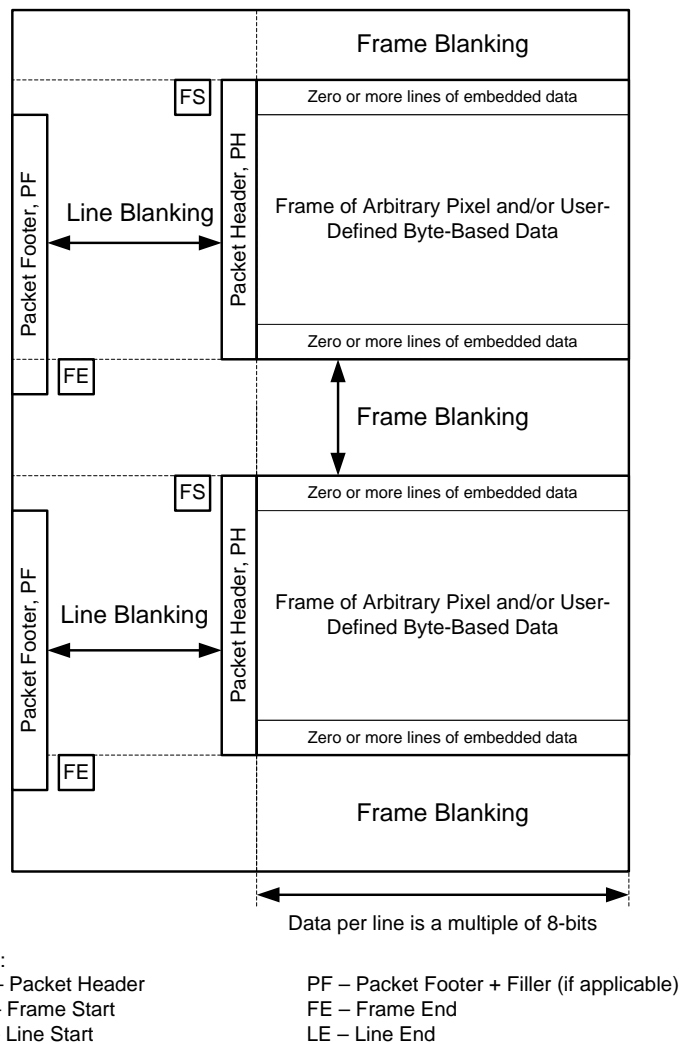 Frame Blanking
FS
Zero or more lines of embedded data
Packet Footer, PF
Line Blanking
Packet Header, PH
Frame of Arbitrary Pixel and/or User-
Defined Byte-Based Data
Zero or more lines of embedded data
FE
Frame Blanking
FS
Zero or more lines of embedded data
Packet Footer, PF
Line Blanking
Packet Header, PH
Frame of Arbitrary Pixel and/or User-
Defined Byte-Based Data
Zero or more lines of embedded data
FE
Frame Blanking
Data per line is a multiple of 8-bits
:
– Packet Header
PF – Packet Footer + Filler (if applicable)
– Frame Start
FE – Frame End
Line Start
LE – Line End